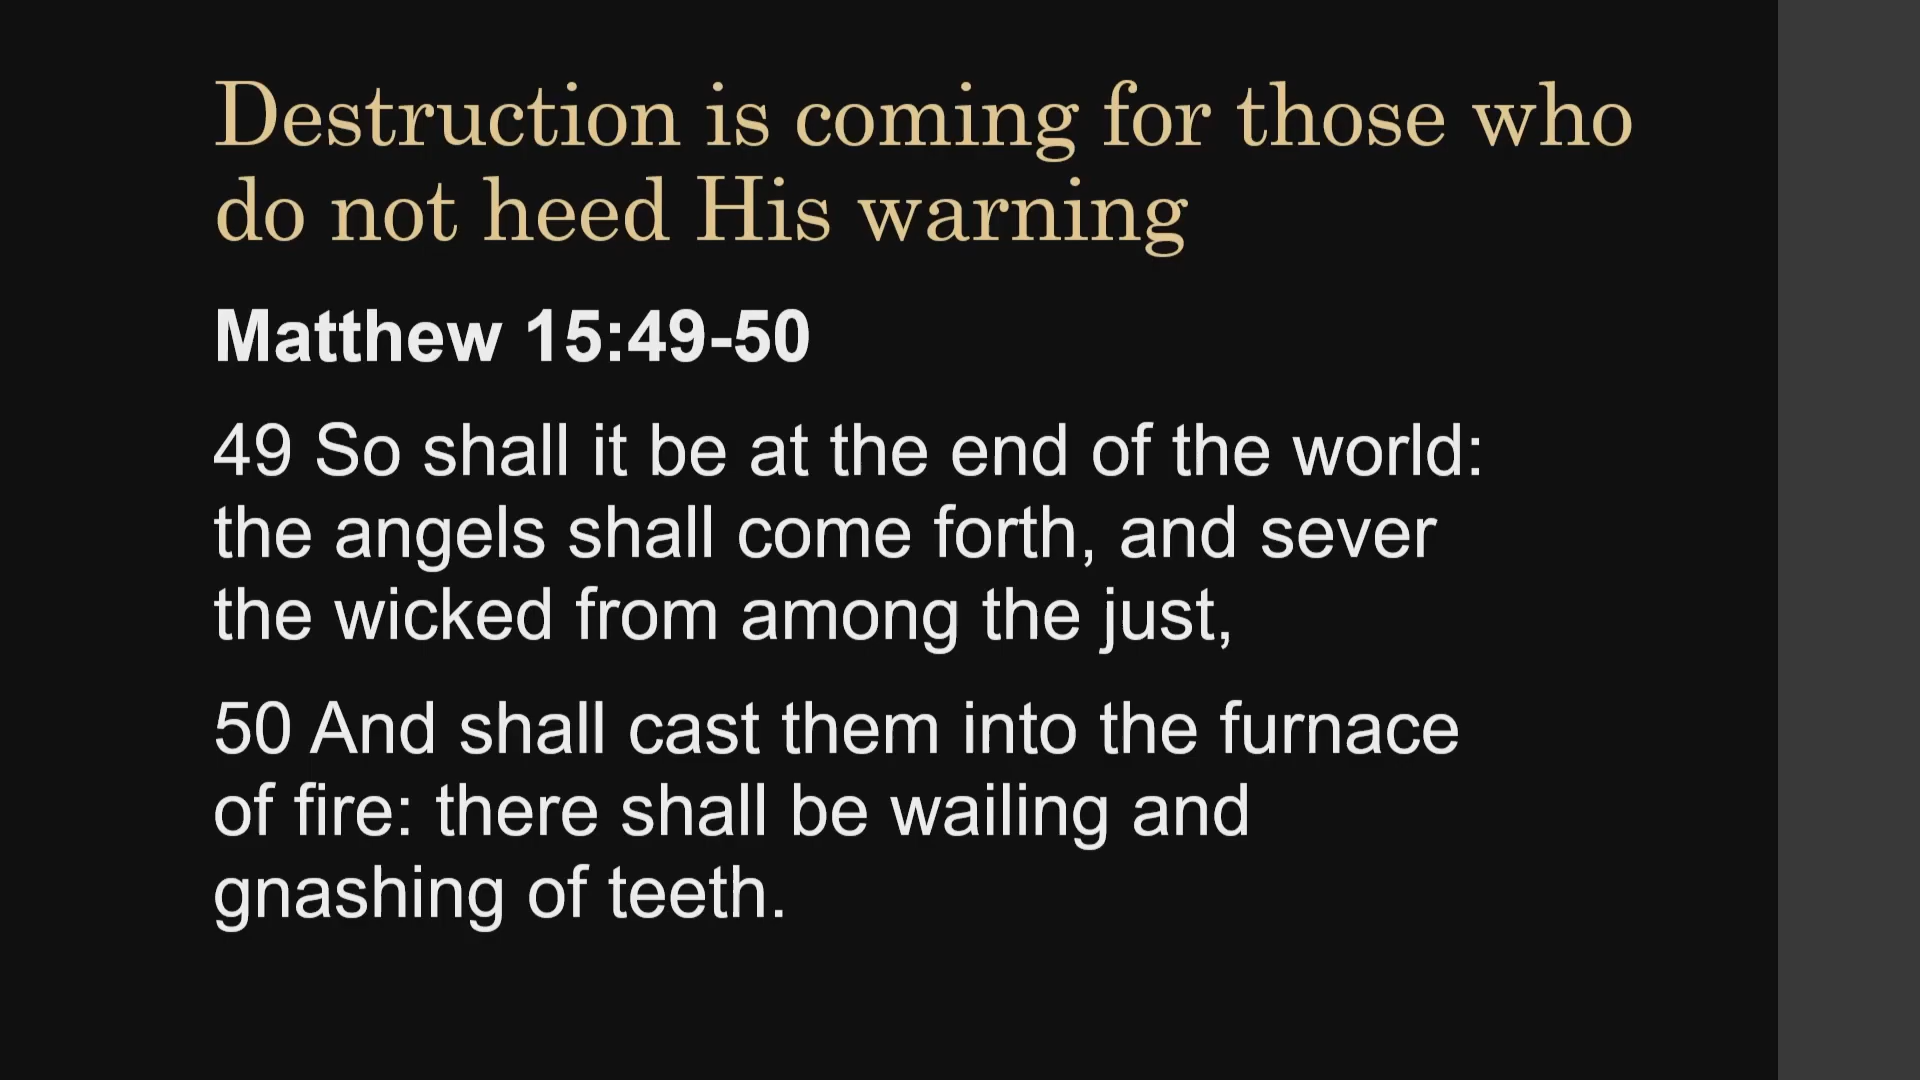 Destruction is coming for those who
do not heed His warning
Matthew 15:49-50
49 So shall it be at the end of the world:
the angels shall come forth, and sever
the wicked from among the just,
50 And shall cast them into the furnace
of fire: there shall be wailing and
gnashing of teeth.